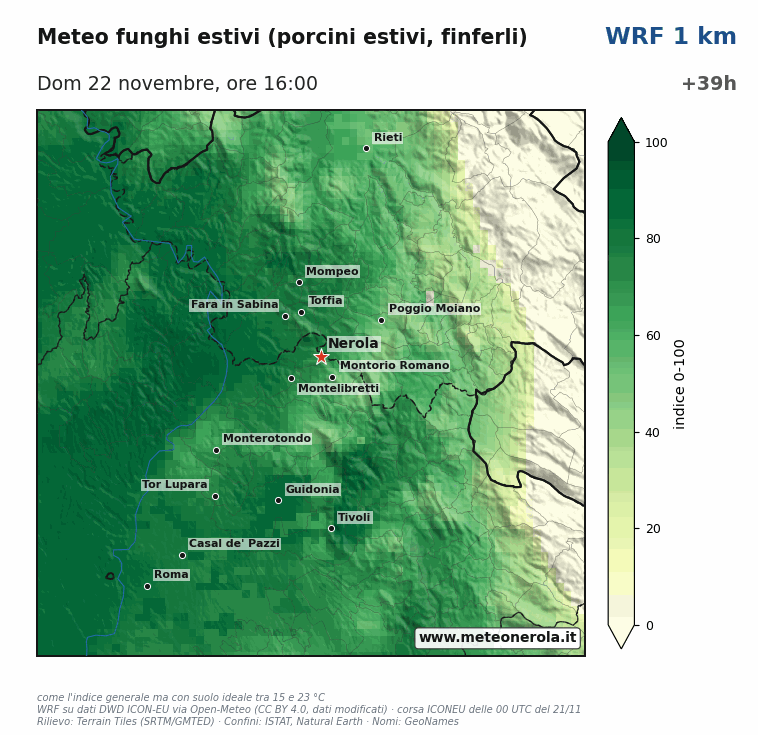 Meteo funghi estivi (porcini estivi, finferli)
WRF 1 km
Dom 22 novembre, ore 16:00
+39h
Rieti
Mompeo
Toffia
Fara in Sabina
Poggio Moiano
Nerola
Montorio Romano
Montelibretti
Monterotondo
Tor Lupara
Guidonia
Tivoli
Casal de' Pazzi
Roma
www.meteonerola.it
100
80
60
40
20
0
indice 0-100
come l'indice generale ma con suolo ideale tra 15 e 23 °C
WRF su dati DWD ICON-EU via Open-Meteo (CC BY 4.0, dati modificati) · corsa ICONEU delle 00 UTC del 21/11
Rilievo: Terrain Tiles (SRTM/GMTED) · Confini: ISTAT, Natural Earth · Nomi: GeoNames